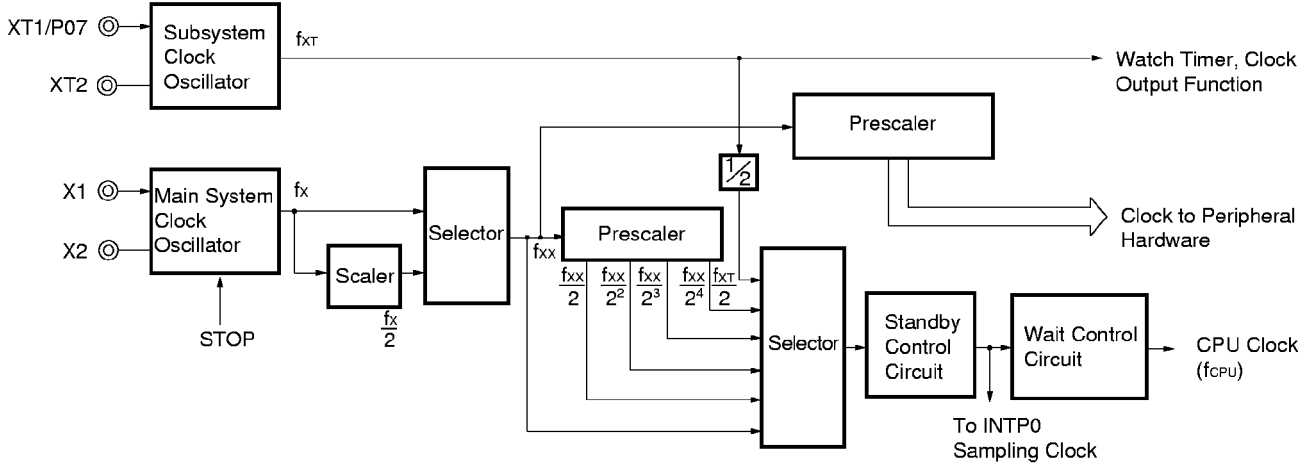 XT1/P07
XT2
Subsystem
Clock
Oscillator
fXT
Watch Timer, Clock
Output Function
Prescaler
1/2
X1
X2
Main System
Clock
Oscillator
STOP
fX
Scaler
fX/2
Selector
fXX
Prescaler
fXX/2 fXX/2² fXX/2³ fXX/2⁴ fXT/2
Clock to Peripheral
Hardware
Selector
Standby
Control
Circuit
Wait Control
Circuit
CPU Clock
(fCPU)
To INTP0
Sampling Clock